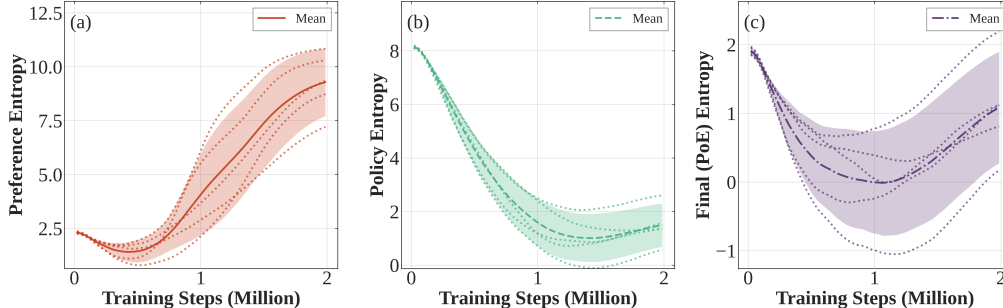 (a)
Mean
Preference Entropy
12.5
10.0
7.5
5.0
2.5
0
1
2
Training Steps (Million)
(b)
Mean
Policy Entropy
8
6
4
2
0
0
1
2
Training Steps (Million)
(c)
Mean
Final (PoE) Entropy
2
1
0
−1
0
1
2
Training Steps (Million)